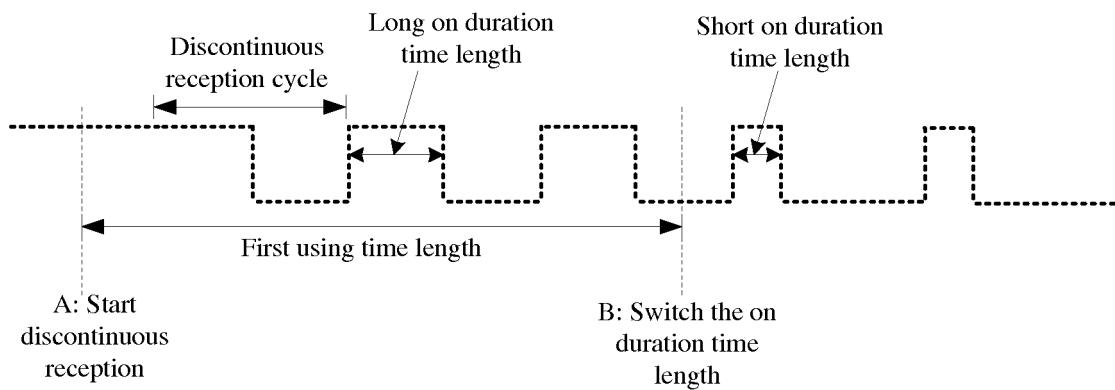 Discontinuous
reception cycle
Long on duration
time length
Short on duration
time length
First using time length
A: Start
discontinuous
reception
B: Switch the on
duration time
length